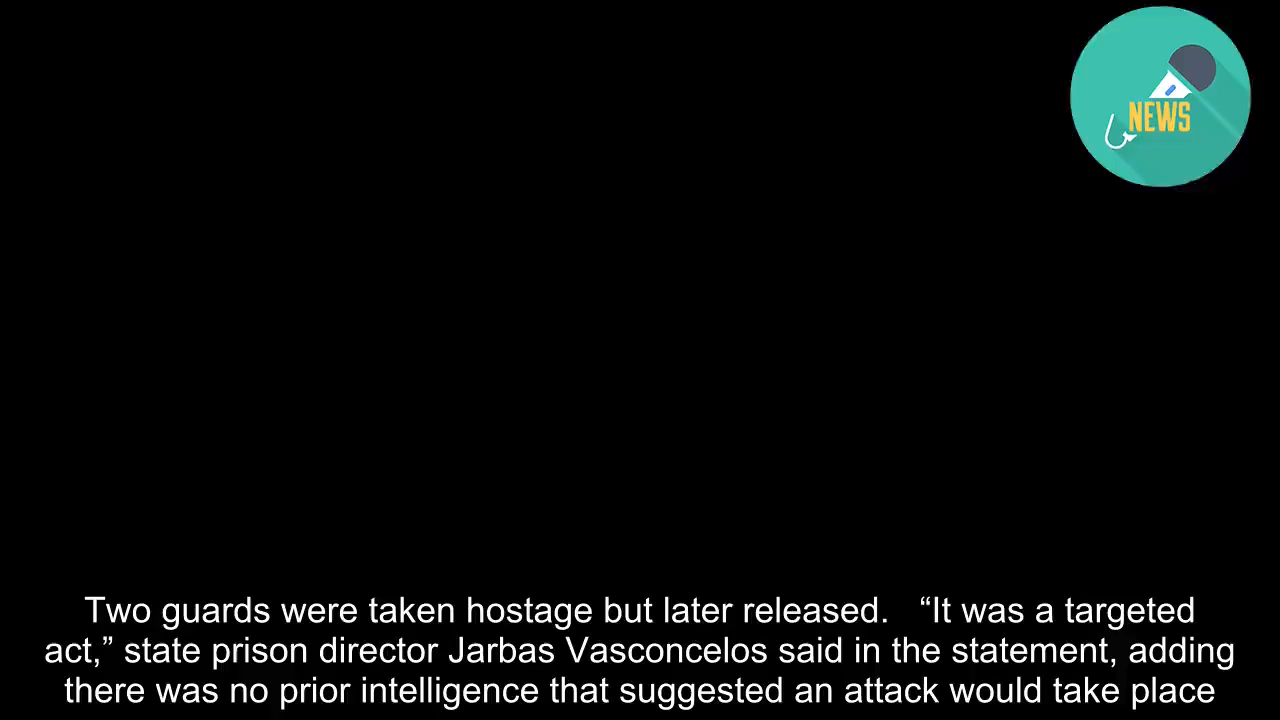 NEWS
Two guards were taken hostage but later released.   “It was a targeted
act,” state prison director Jarbas Vasconcelos said in the statement, adding
there was no prior intelligence that suggested an attack would take place